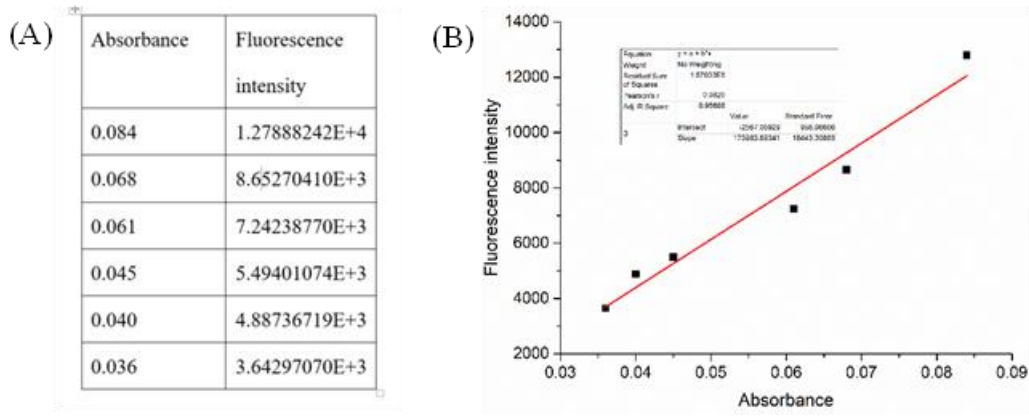 (A)
Absorbance Fluorescence
intensity
0.084 1.27888242E+4
0.068 8.65270410E+3
0.061 7.24238770E+3
0.045 5.49401074E+3
0.040 4.88736719E+3
0.036 3.64297070E+3
(B)
14000
12000
10000
8000
6000
4000
2000
Fluorescence intensity
Equation y = a + b*x
Weight No Weighting
Residual Sum
of Squares
Pearson's r
Adj. R-Square
Value Standard Error
Intercept
Slope
0.03 0.04 0.05 0.06 0.07 0.08 0.09
Absorbance